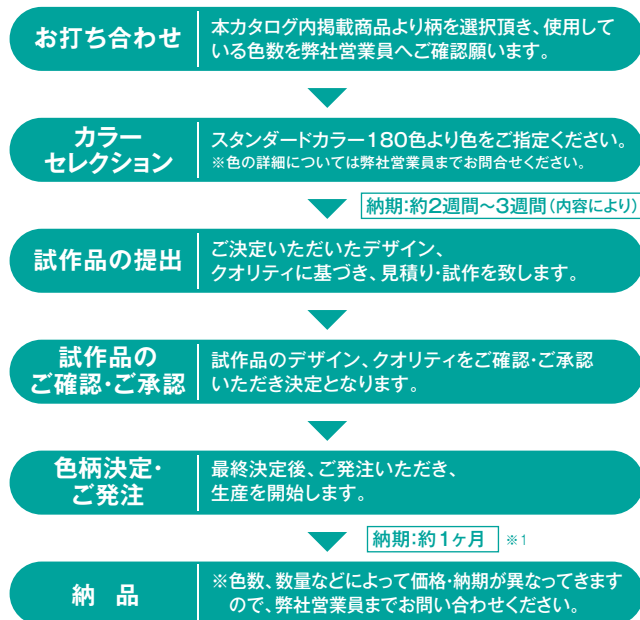 お打ち合わせ
本カタログ内掲載商品より柄を選択頂き、使用して
いる色数を弊社営業員へご確認願います。
カラー
セレクション
スタンダードカラー180色より色をご指定ください。
※色の詳細については弊社営業員までお問合せください。
納期:約2週間〜3週間(内容により)
試作品の提出
ご決定いただいたデザイン、
クオリティに基づき、見積り・試作を致します。
試作品の
ご確認・ご承認
試作品のデザイン、クオリティをご確認・ご承認
いただき決定となります。
色柄決定・
ご発注
最終決定後、ご発注いただき、
生産を開始します。
納期:約1ヶ月 ※1
納 品
※色数、数量などによって価格・納期が異なってきます
ので、弊社営業員までお問い合わせください。